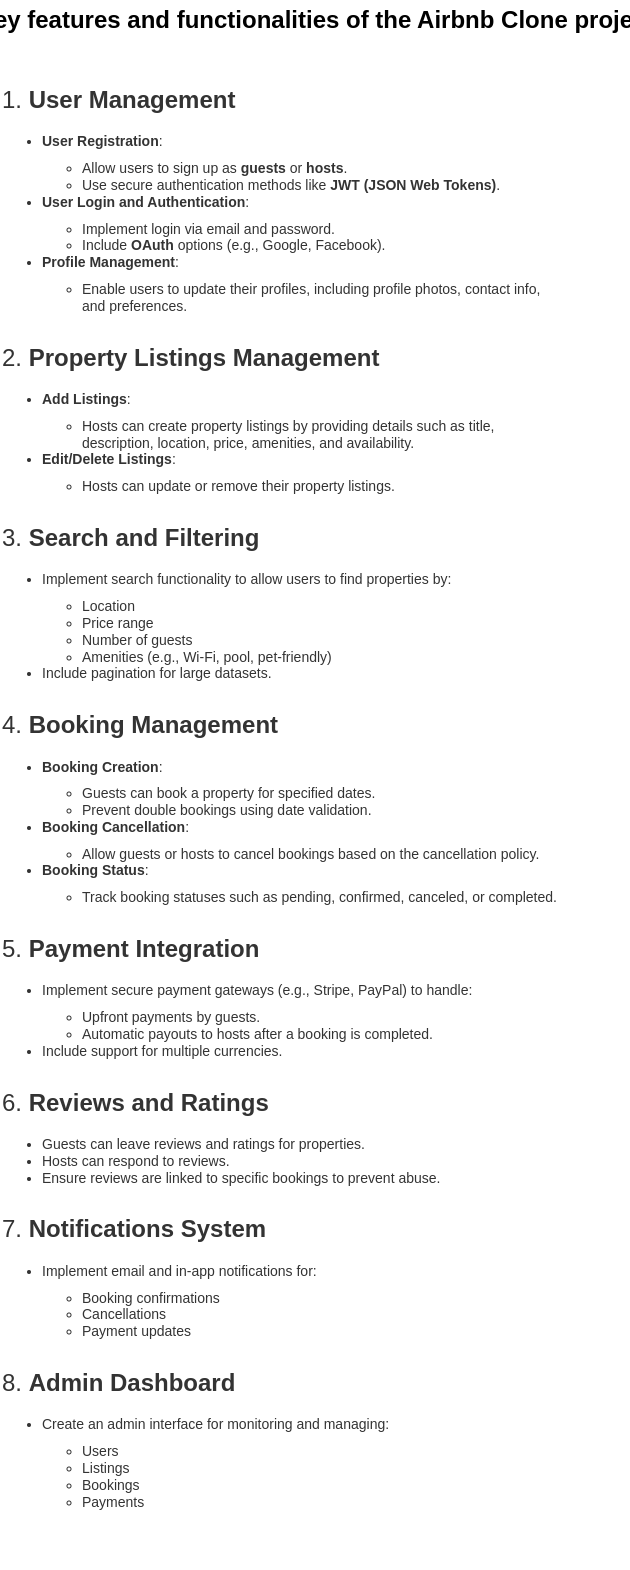 ey features and functionalities of the Airbnb Clone proje
1. User Management
• User Registration:
◦ Allow users to sign up as guests or hosts.
◦ Use secure authentication methods like JWT (JSON Web Tokens).
• User Login and Authentication:
◦ Implement login via email and password.
◦ Include OAuth options (e.g., Google, Facebook).
• Profile Management:
◦ Enable users to update their profiles, including profile photos, contact info,
and preferences.
2. Property Listings Management
• Add Listings:
◦ Hosts can create property listings by providing details such as title,
description, location, price, amenities, and availability.
• Edit/Delete Listings:
◦ Hosts can update or remove their property listings.
3. Search and Filtering
• Implement search functionality to allow users to find properties by:
◦ Location
◦ Price range
◦ Number of guests
◦ Amenities (e.g., Wi-Fi, pool, pet-friendly)
• Include pagination for large datasets.
4. Booking Management
• Booking Creation:
◦ Guests can book a property for specified dates.
◦ Prevent double bookings using date validation.
• Booking Cancellation:
◦ Allow guests or hosts to cancel bookings based on the cancellation policy.
• Booking Status:
◦ Track booking statuses such as pending, confirmed, canceled, or completed.
5. Payment Integration
• Implement secure payment gateways (e.g., Stripe, PayPal) to handle:
◦ Upfront payments by guests.
◦ Automatic payouts to hosts after a booking is completed.
• Include support for multiple currencies.
6. Reviews and Ratings
• Guests can leave reviews and ratings for properties.
• Hosts can respond to reviews.
• Ensure reviews are linked to specific bookings to prevent abuse.
7. Notifications System
• Implement email and in-app notifications for:
◦ Booking confirmations
◦ Cancellations
◦ Payment updates
8. Admin Dashboard
• Create an admin interface for monitoring and managing:
◦ Users
◦ Listings
◦ Bookings
◦ Payments